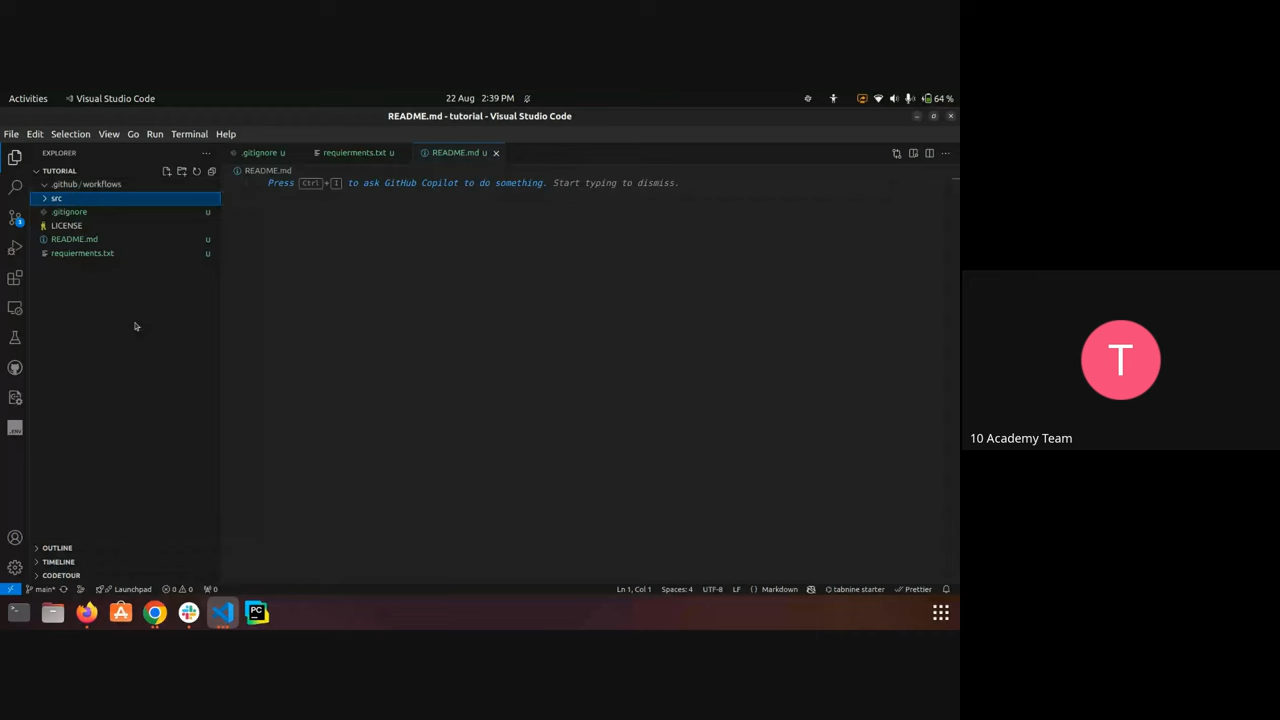 Activities Visual Studio Code 22 Aug 2:39 PM 64 %
README.md - tutorial - Visual Studio Code
File Edit Selection View Go Run Terminal Help
EXPLORER ... .gitignore U requierments.txt U README.md U
TUTORIAL README.md
.github/workflows Press Ctrl+I to ask GitHub Copilot to do something. Start typing to dismiss.
src
.gitignore U
LICENSE
README.md U
requierments.txt U
1
.ENV
T
10 Academy Team
OUTLINE
TIMELINE
CODETOUR
main* Launchpad 0 0 0 Ln 1, Col 1 Spaces: 4 UTF-8 LF Markdown tabnine starter Prettier
PC